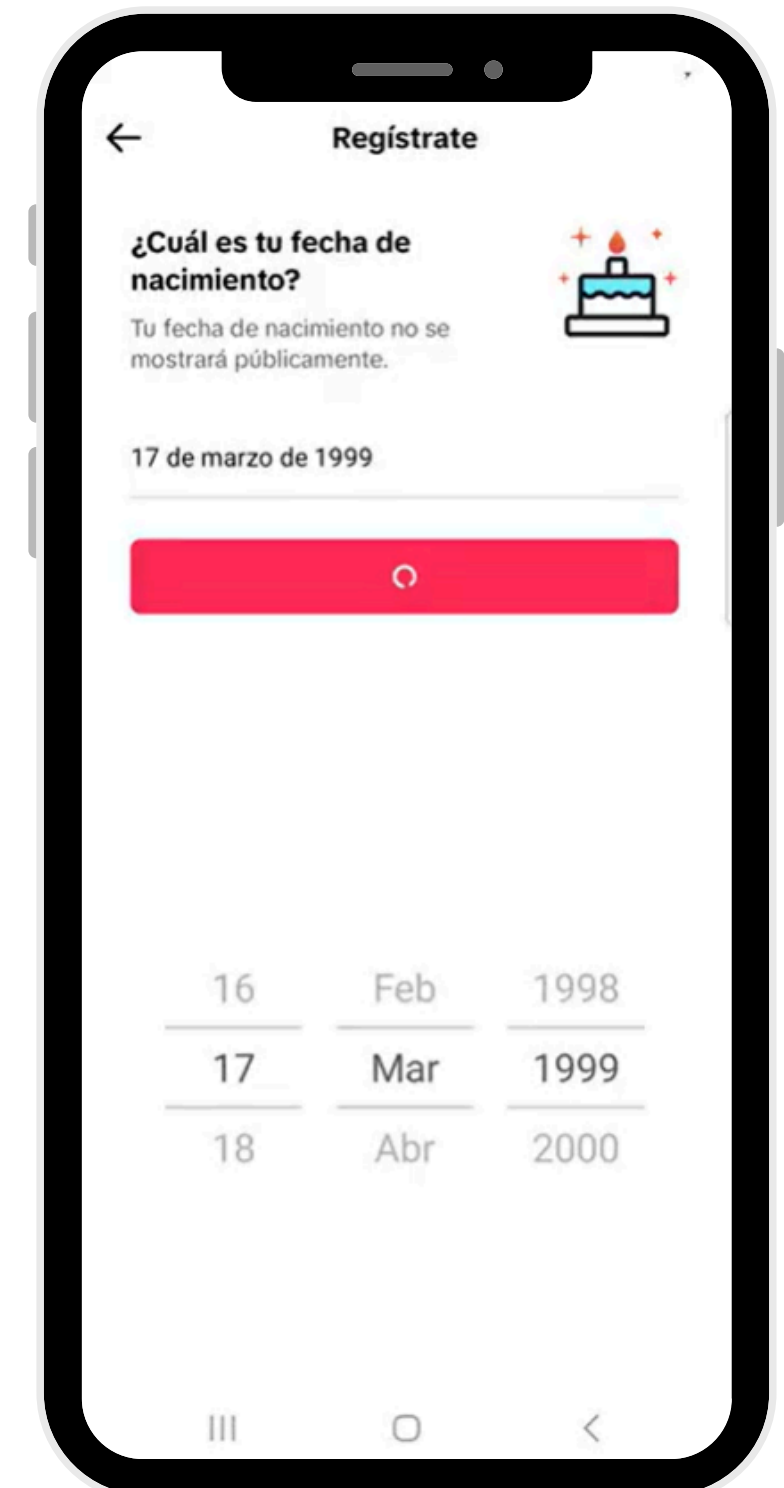 Regístrate
¿Cuál es tu fecha de
nacimiento?
Tu fecha de nacimiento no se
mostrará públicamente.
17 de marzo de 1999
16 Feb 1998
17 Mar 1999
18 Abr 2000